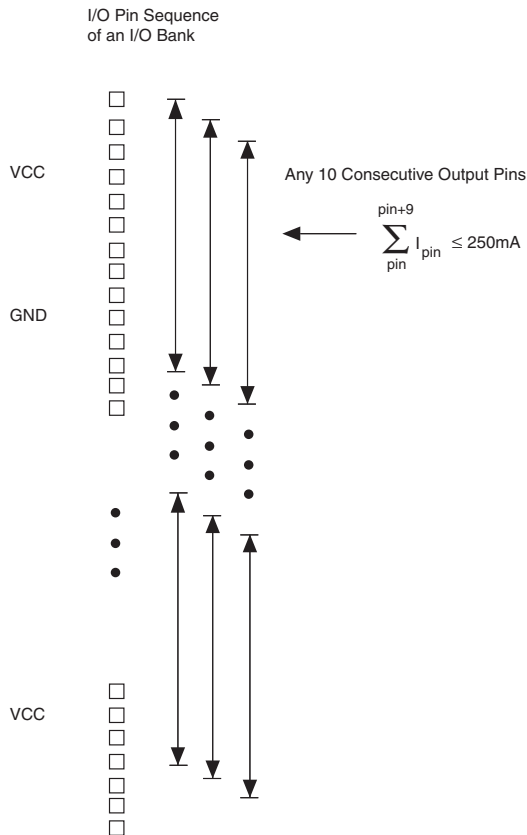 I/O Pin Sequence
of an I/O Bank
VCC
GND
VCC
Any 10 Consecutive Output Pins
pin+9
∑ I_pin ≤ 250mA
pin